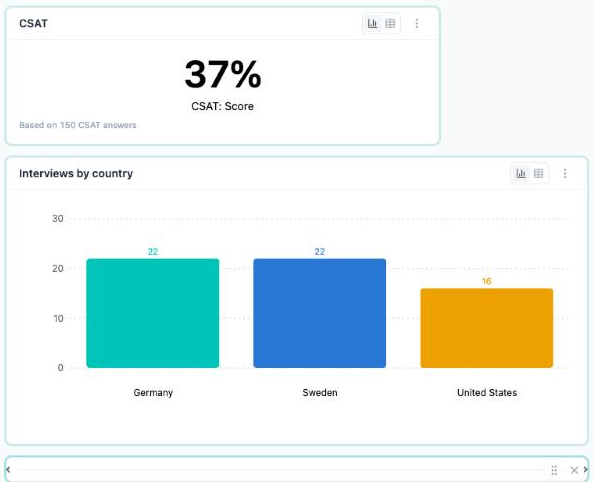 CSAT
37%
CSAT: Score
Based on 150 CSAT answers
Interviews by country
30
22
22
20
16
10
0
Germany
Sweden
United States